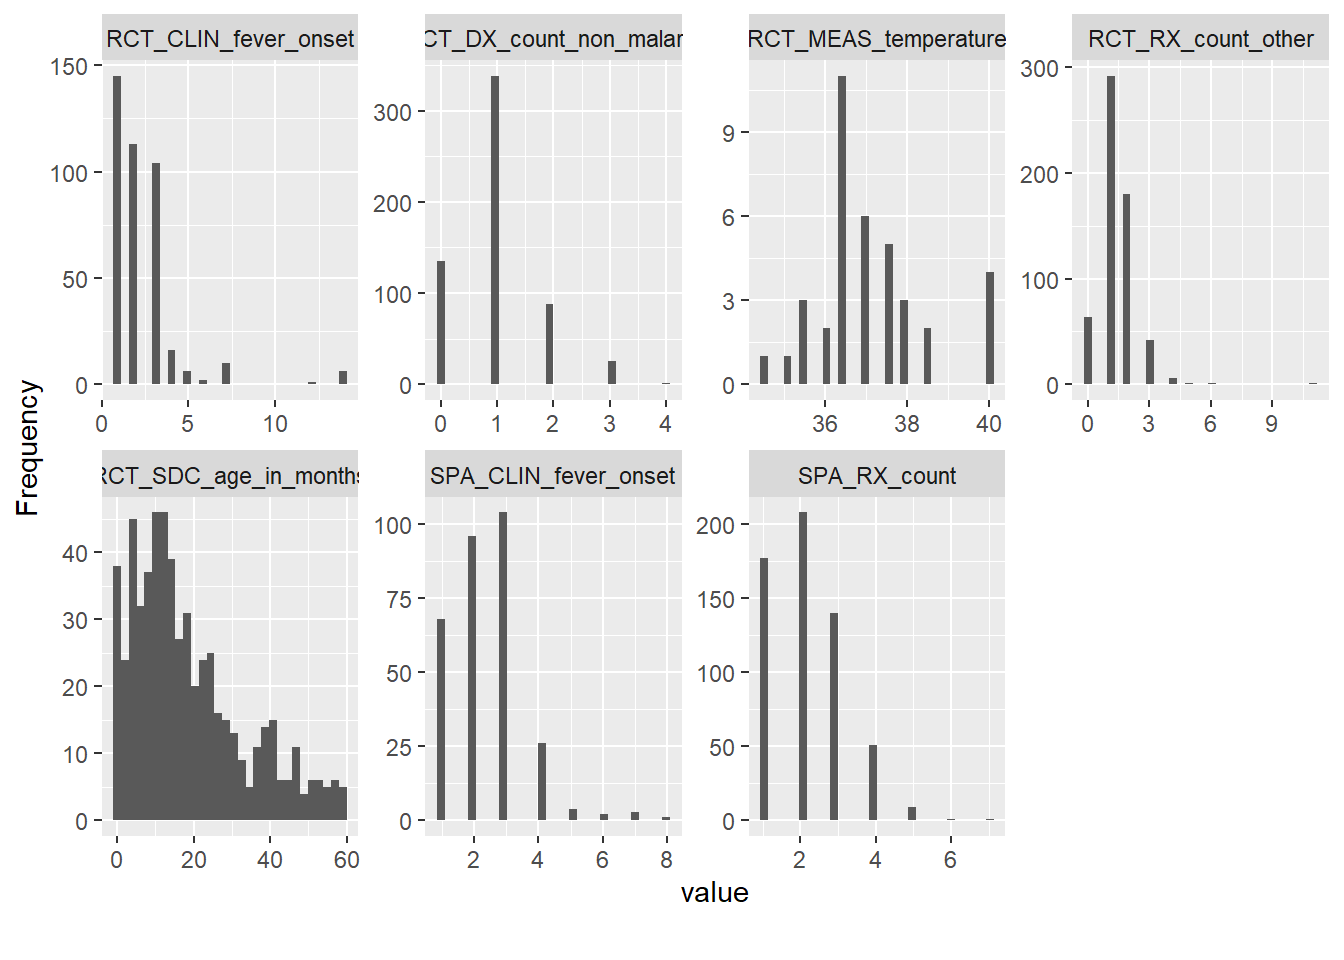 RCT_CLIN_fever_onset
CT_DX_count_non_malar
RCT_MEAS_temperature
RCT_RX_count_other
150
100
50
0
0 5 10
300
200
100
0
0 1 2 3 4
9
6
3
0
36 38 40
300
200
100
0
0 3 6 9
Frequency
RCT_SDC_age_in_months
SPA_CLIN_fever_onset
SPA_RX_count
40
30
20
10
0
0 20 40 60
100
75
50
25
0
2 4 6 8
200
150
100
50
0
2 4 6
value